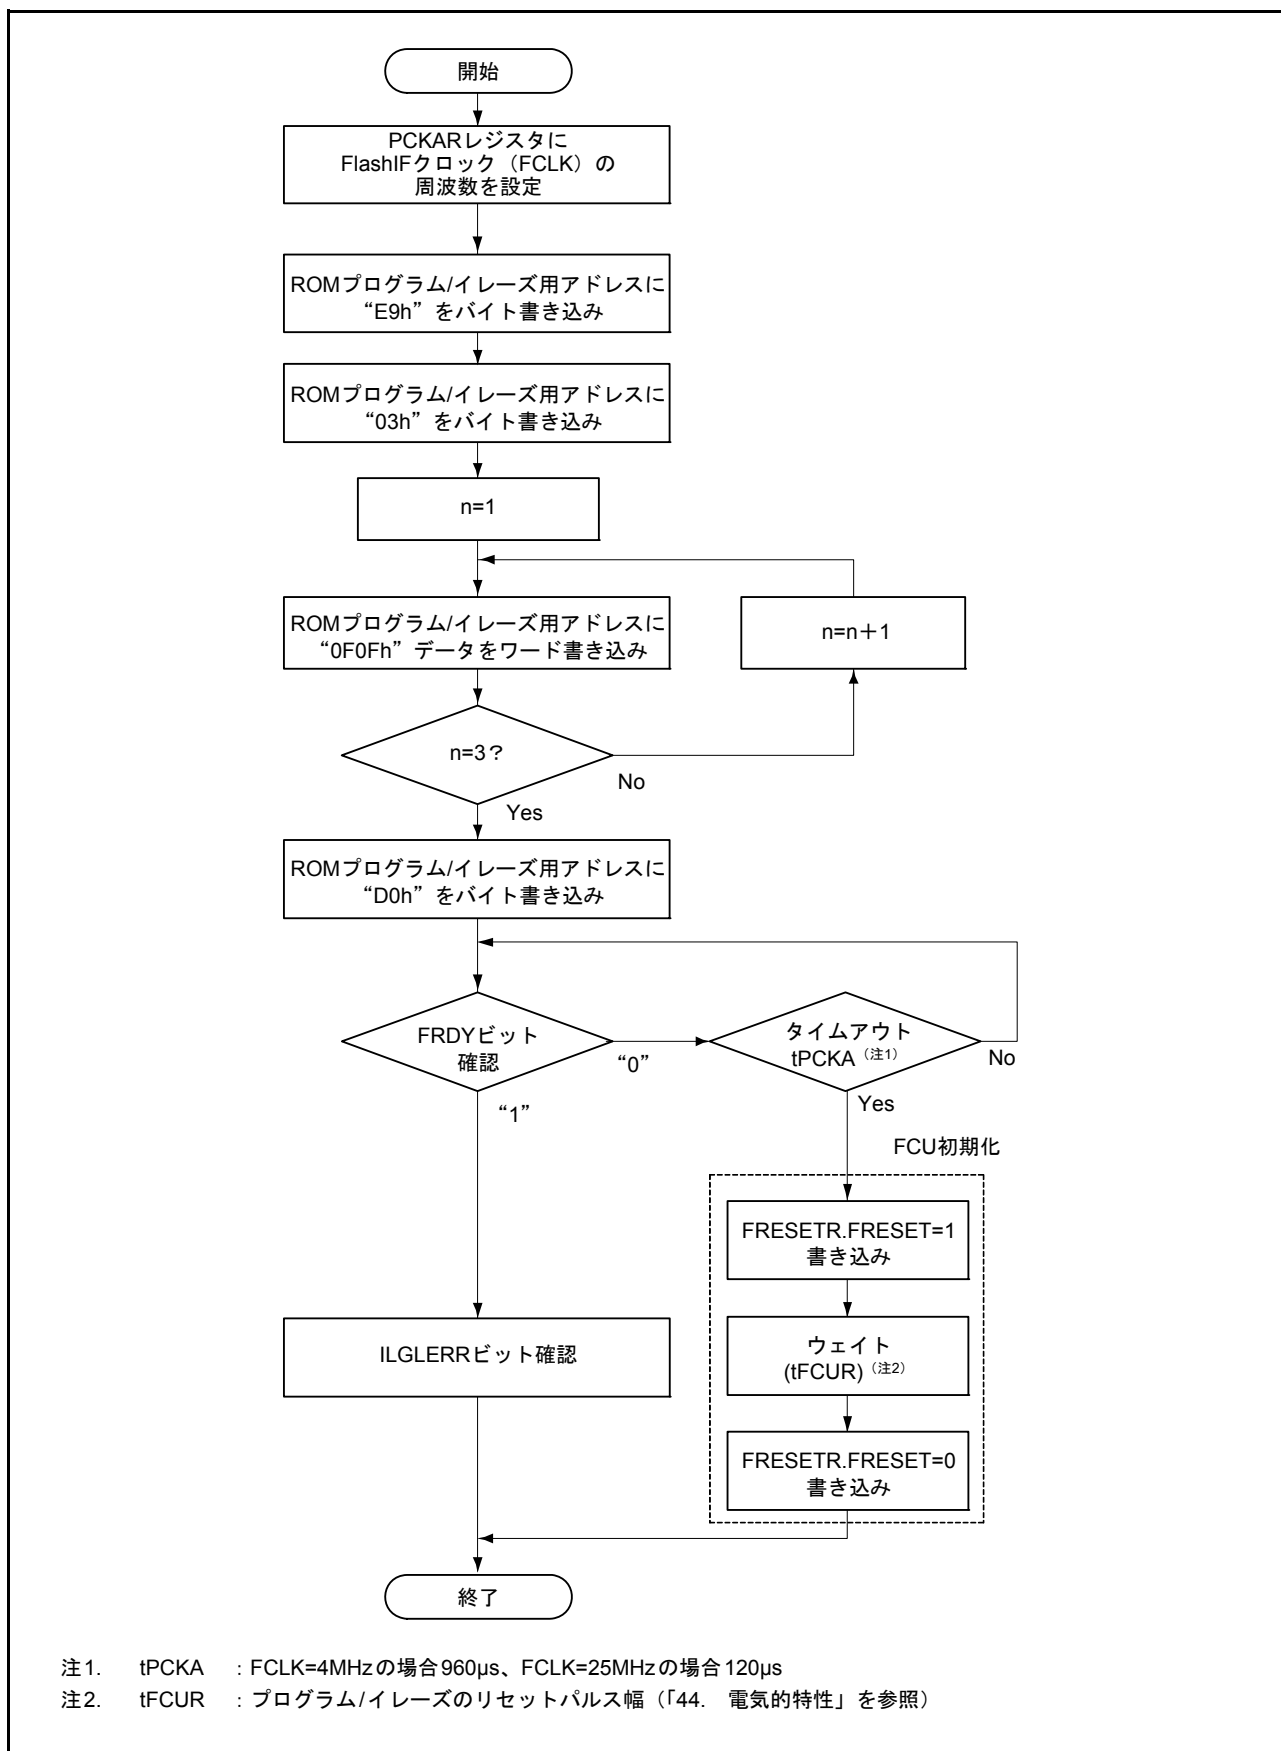 開始
PCKARレジスタに
FlashIFクロック（FCLK）の
周波数を設定
ROMプログラム/イレーズ用アドレスに
“E9h”をバイト書き込み
ROMプログラム/イレーズ用アドレスに
“03h”をバイト書き込み
n=1
ROMプログラム/イレーズ用アドレスに
“0F0Fh”データをワード書き込み
n=n＋1
n=3？
No
Yes
ROMプログラム/イレーズ用アドレスに
“D0h”をバイト書き込み
FRDYビット
確認
“0”
“1”
タイムアウト
tPCKA（注1）
No
Yes
FCU初期化
FRESETR.FRESET=1
書き込み
ウェイト
(tFCUR)（注2）
FRESETR.FRESET=0
書き込み
ILGLERRビット確認
終了
注1. tPCKA ：FCLK=4MHzの場合960µs、FCLK=25MHzの場合120µs
注2. tFCUR ：プログラム/イレーズのリセットパルス幅（「44. 電気的特性」を参照）